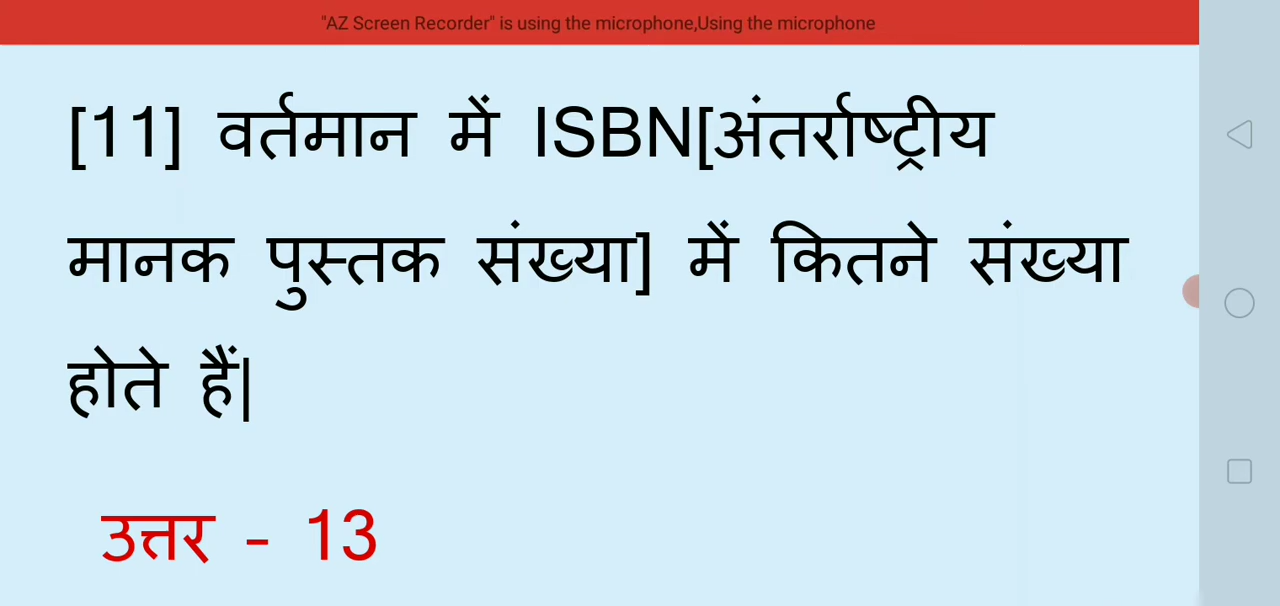 "AZ Screen Recorder" is using the microphone,Using the microphone
[11] वर्तमान में ISBN[अंतर्राष्ट्रीय
मानक पुस्तक संख्या] में कितने संख्या
होते हैं|
उत्तर - 13